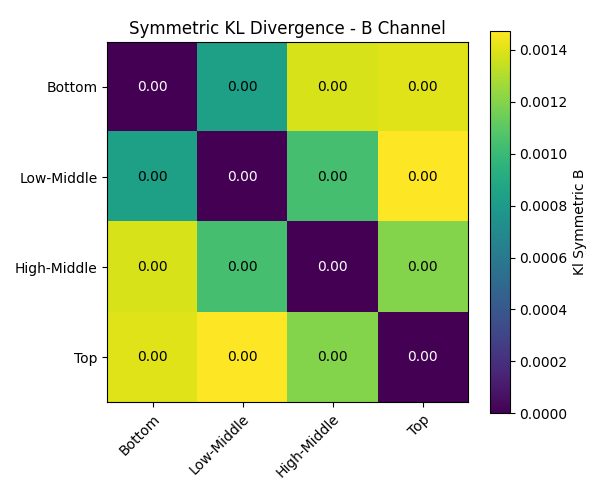 Symmetric KL Divergence - B Channel
Bottom 0.00 0.00 0.00 0.00
Low-Middle 0.00 0.00 0.00 0.00
High-Middle 0.00 0.00 0.00 0.00
Top 0.00 0.00 0.00 0.00
Bottom Low-Middle High-Middle Top
0.0014
0.0012
0.0010
0.0008
0.0006
0.0004
0.0002
0.0000
Kl Symmetric B